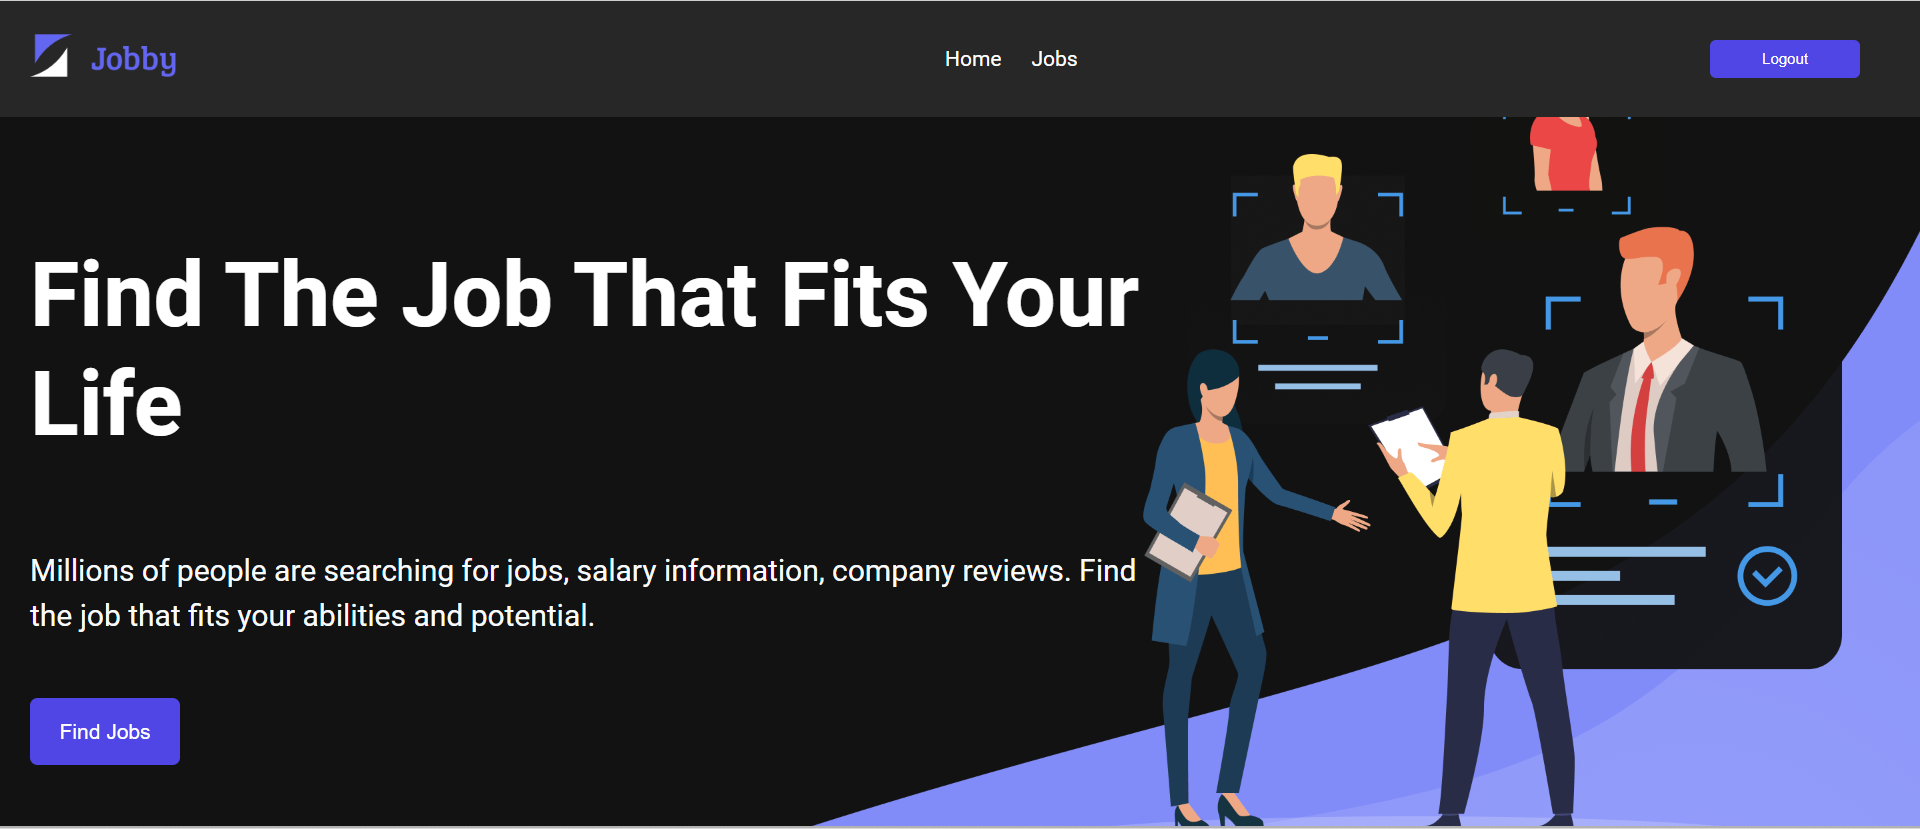 Jobby
Home Jobs
Logout
Find The Job That Fits Your
Life
Millions of people are searching for jobs, salary information, company reviews. Find
the job that fits your abilities and potential.
Find Jobs